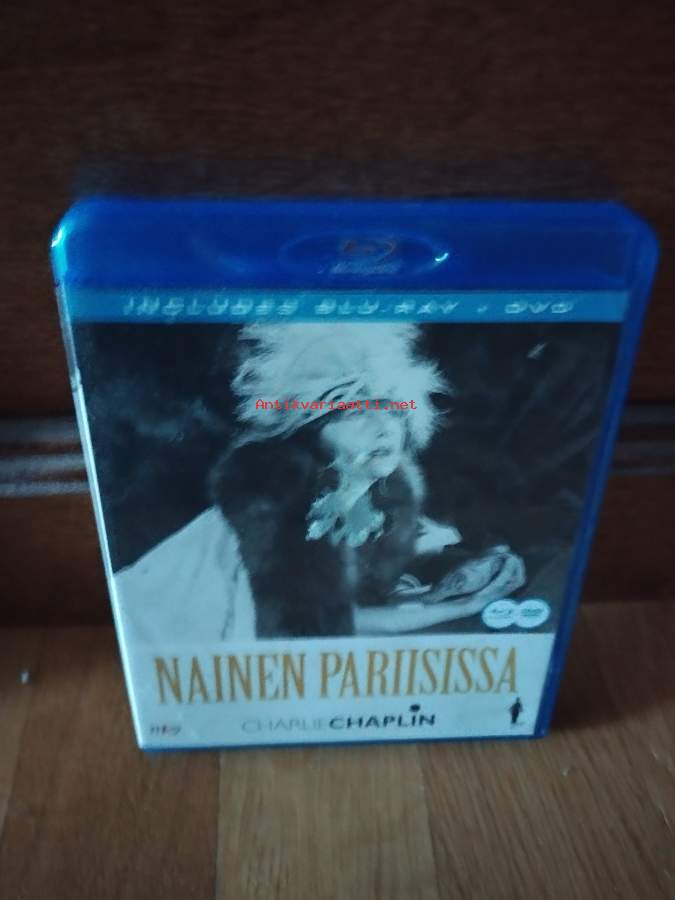 INCLUDES BLU-RAY + DVD
Antikvariaatti.net
NAINEN PARIISISSA
CHARLIE CHAPLIN